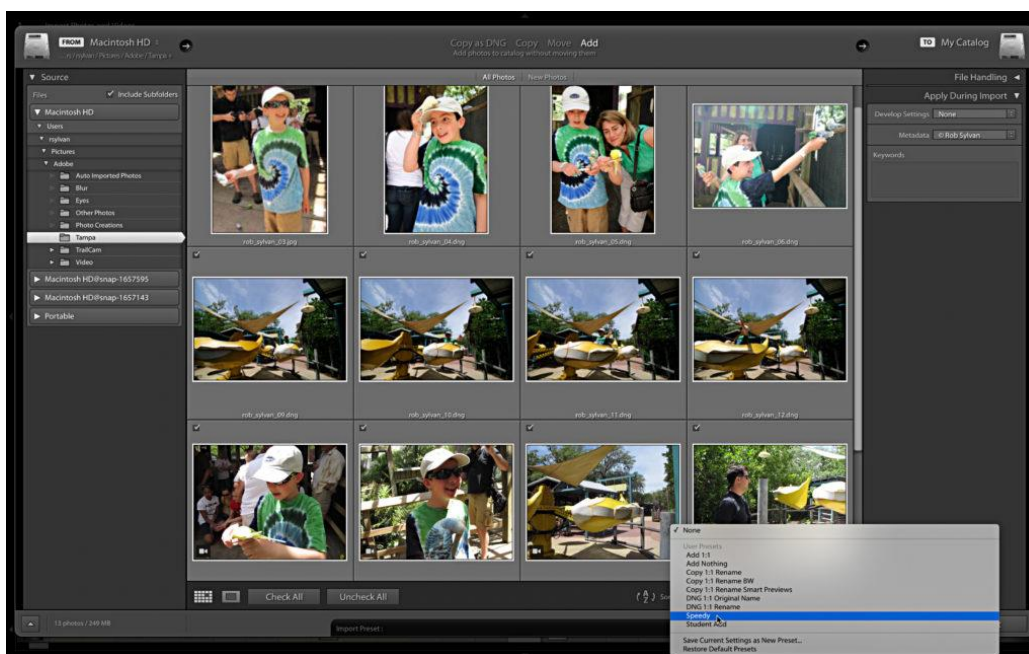 FROM Macintosh HD
Copy as DNG Copy Move Add
Add photos to catalog without moving them
TO My Catalog
Source
File Handling
All Photos New Photos
Apply During Import
Files Include Subfolders
Macintosh HD
Users
rsylvan
Pictures
Adobe
Auto Imported Photos
Blur
Eyes
Other Photos
Photo Creations
Tampa
TrailCam
Video
Macintosh HD@snap-1657595
Macintosh HD@snap-1657143
Portable
Develop Settings None
Metadata © Rob Sylvan
Keywords
rob_sylvan_03.jpg
rob_sylvan_04.dng
rob_sylvan_05.dng
rob_sylvan_06.dng
rob_sylvan_09.dng
rob_sylvan_10.dng
rob_sylvan_11.dng
rob_sylvan_12.dng
None
User Presets
Add 1:1
Add Nothing
Copy 1:1 Rename
Copy 1:1 Rename BW
Copy 1:1 Rename Smart Previews
DNG 1:1 Original Name
DNG 1:1 Rename
Speedy
Student Add
Save Current Settings as New Preset...
Restore Default Presets
Check All Uncheck All
13 photos / 249 MB
Import Preset: